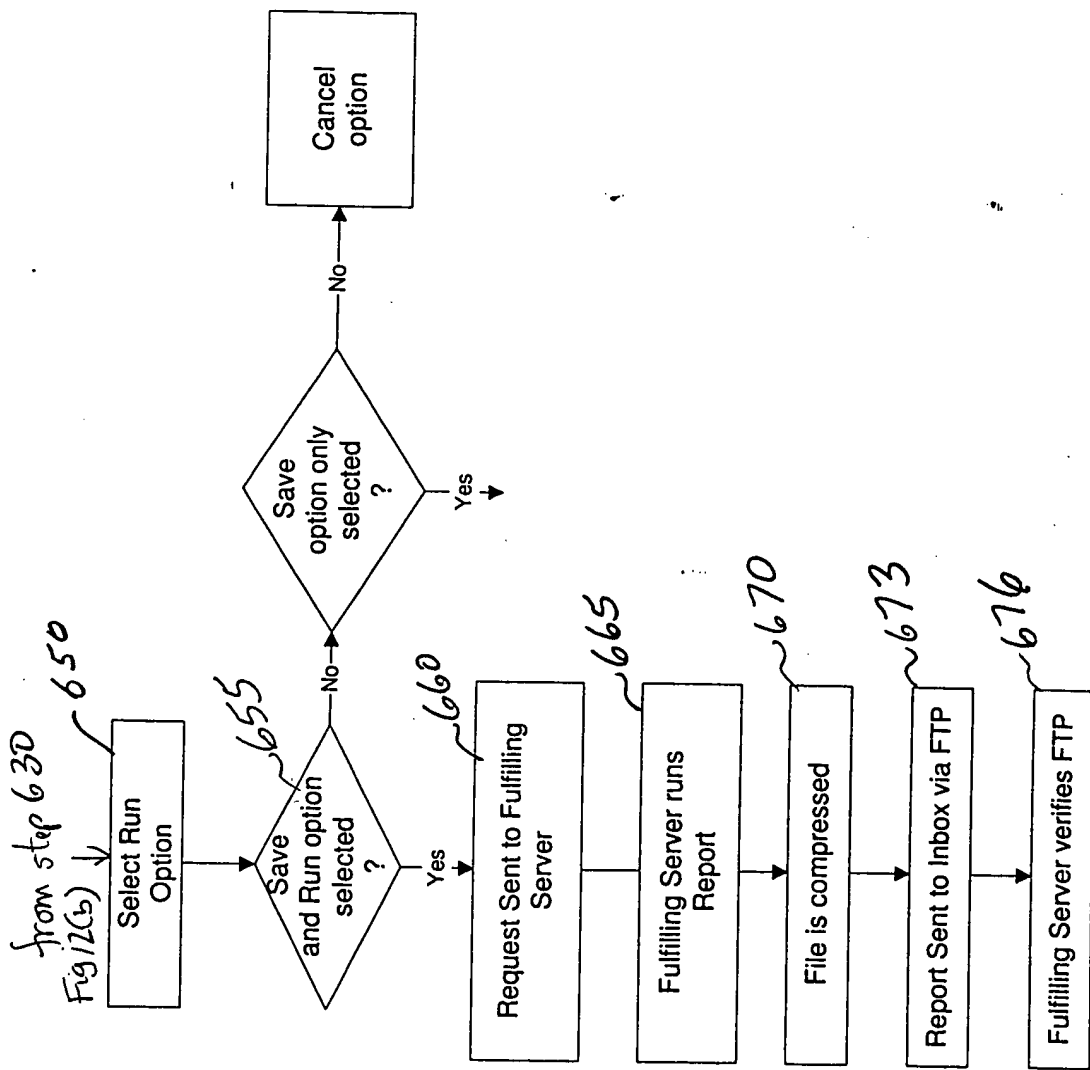 from step 630
Fig 12(b)
650
Select Run
Option
655
Save
and Run option
selected
?
No
Save
option only
selected
?
No
Cancel
option
Yes
Yes
660
Request Sent to Fulfilling
Server
665
Fulfilling Server runs
Report
670
File is compressed
673
Report Sent to Inbox via FTP
676
Fulfilling Server verifies FTP